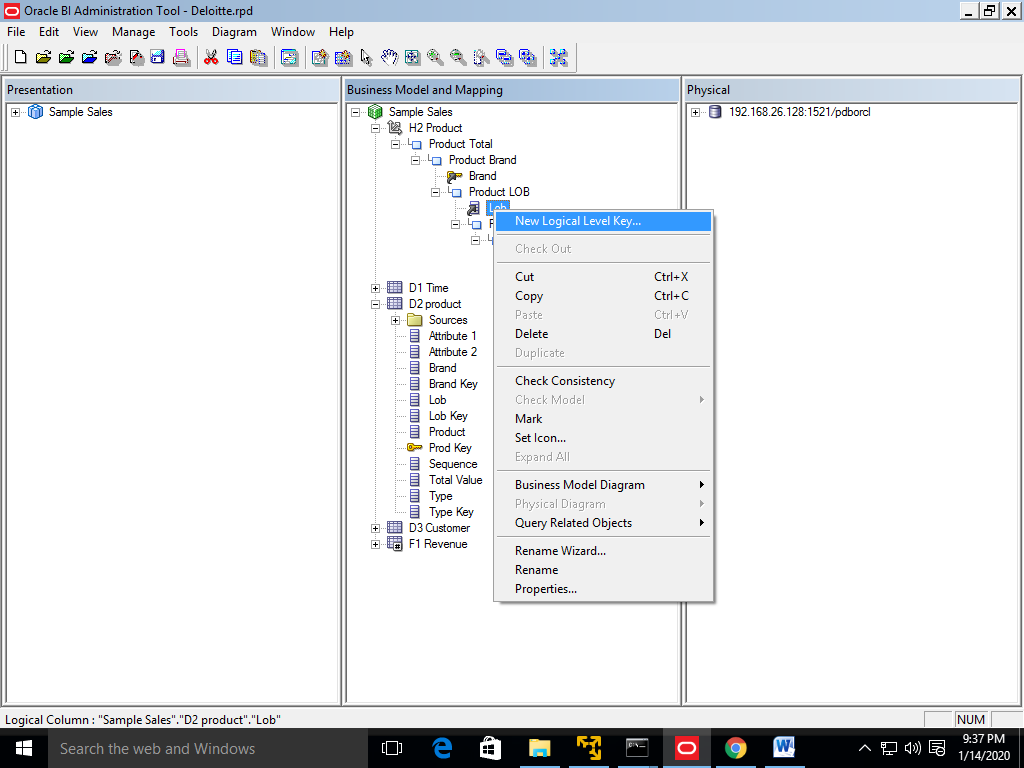 Oracle BI Administration Tool - Deloitte.rpd
File Edit View Manage Tools Diagram Window Help
Presentation
Sample Sales
Business Model and Mapping
Sample Sales
H2 Product
Product Total
Product Brand
Brand
Product LOB
Lob
D1 Time
D2 product
Sources
Attribute 1
Attribute 2
Brand
Brand Key
Lob
Lob Key
Product
Prod Key
Sequence
Total Value
Type
Type Key
D3 Customer
F1 Revenue
New Logical Level Key...
Check Out
Cut Ctrl+X
Copy Ctrl+C
Paste Ctrl+V
Delete Del
Duplicate
Check Consistency
Check Model
Mark
Set Icon...
Expand All
Business Model Diagram
Physical Diagram
Query Related Objects
Rename Wizard...
Rename
Properties...
Physical
192.168.26.128:1521/pdborcl
Logical Column : "Sample Sales"."D2 product"."Lob"
NUM
Search the web and Windows
9:37 PM
1/14/2020